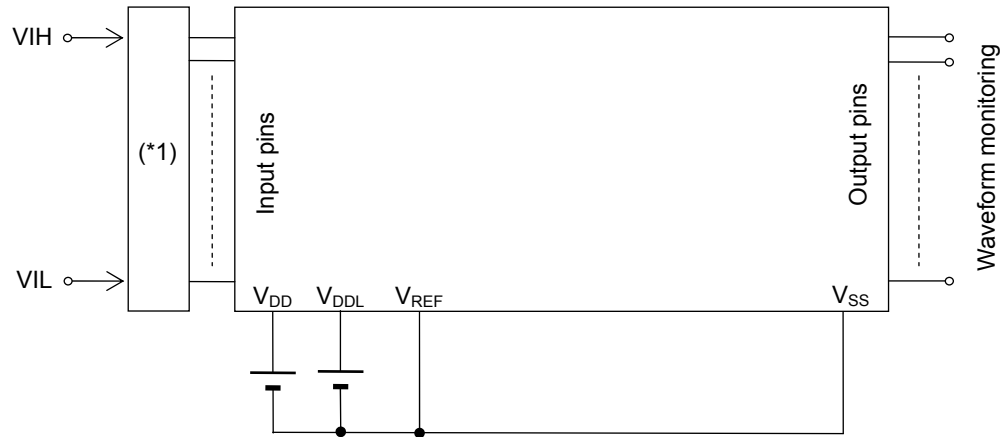 VIH
(*1)
VIL
Input pins
Output pins
Waveform monitoring
VDD
VDDL
VREF
VSS